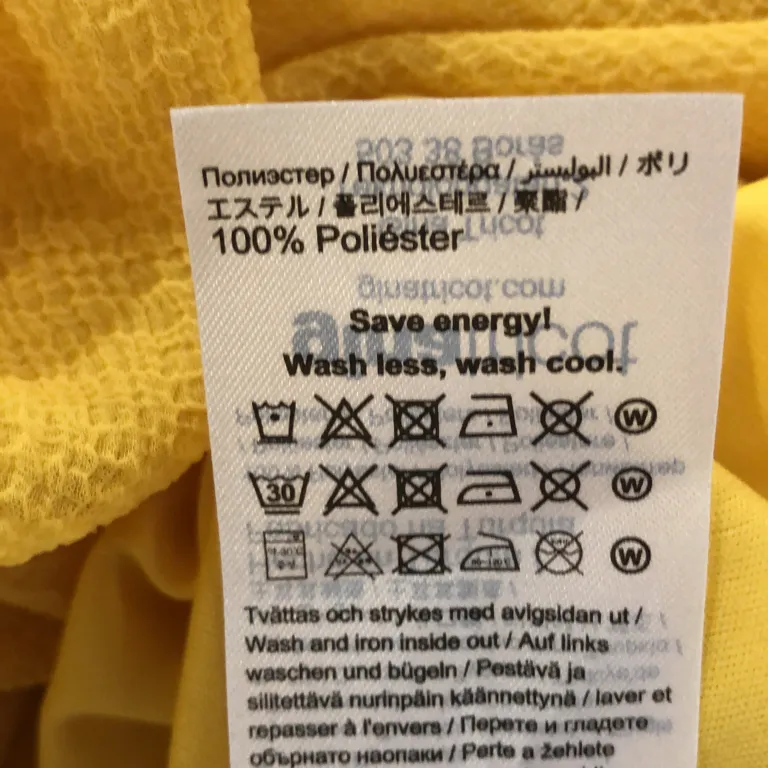 Полиэстер / Πολυεστέρα / البوليستر / ポリ
エステル / 폴리에스테르 / 聚酯 /
100% Poliéster
Save energy!
Wash less, wash cool.
W
30 W
W
Tvättas och strykes med avigsidan ut /
Wash and iron inside out / Auf links
waschen und bügeln / Pestävä ja
silitettävä nurinpäin käännettynä / laver et
repasser à l'envers / Перете и гладете
обърнато наопаки / Perte a žehlete